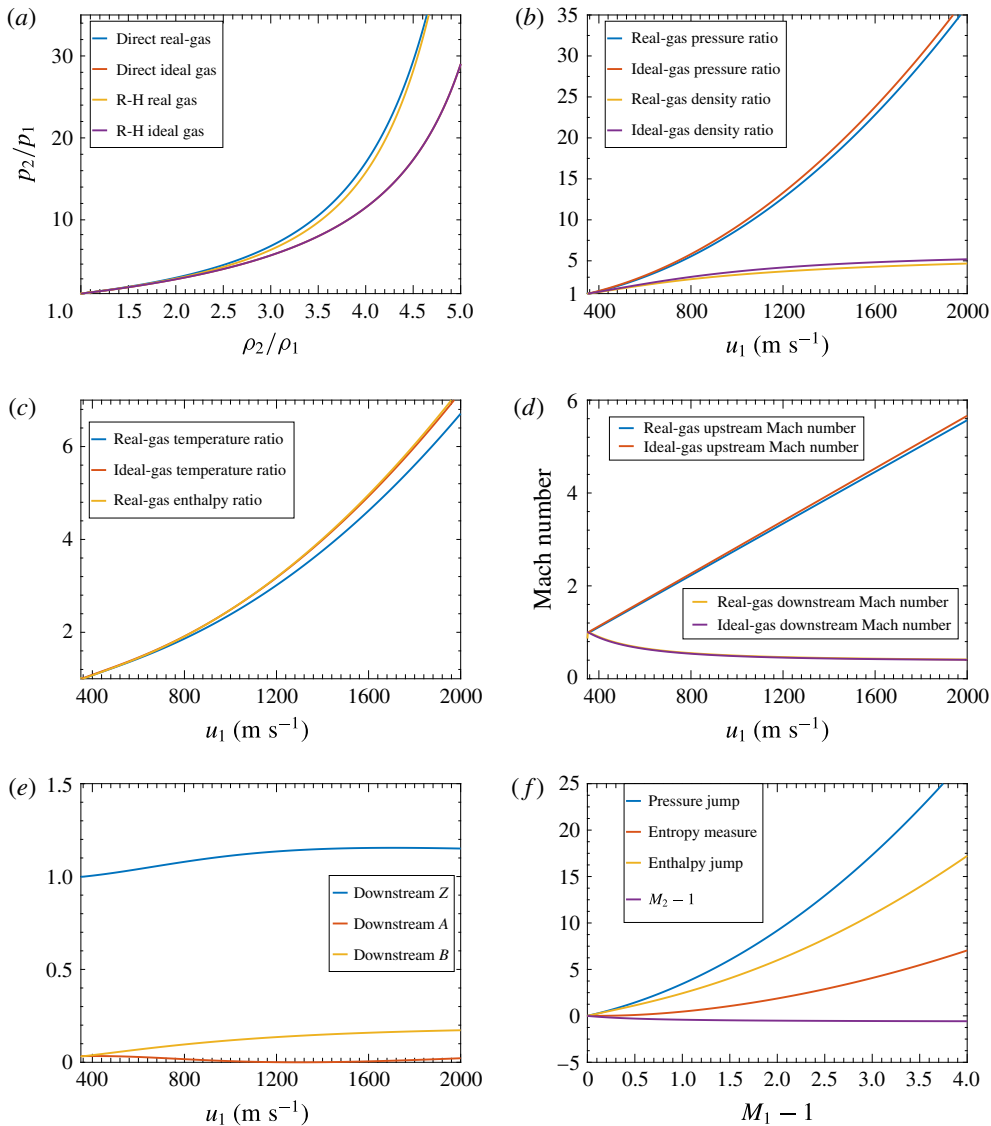 (a)
Direct real-gas
Direct ideal gas
R-H real gas
R-H ideal gas
30
20
10
p2/p1
1.0 1.5 2.0 2.5 3.0 3.5 4.0 4.5 5.0
ρ2/ρ1
(b)
Real-gas pressure ratio
Ideal-gas pressure ratio
Real-gas density ratio
Ideal-gas density ratio
35
30
25
20
15
10
5
1
400 800 1200 1600 2000
u1 (m s−1)
(c)
Real-gas temperature ratio
Ideal-gas temperature ratio
Real-gas enthalpy ratio
6
4
2
400 800 1200 1600 2000
u1 (m s−1)
(d)
Real-gas upstream Mach number
Ideal-gas upstream Mach number
Real-gas downstream Mach number
Ideal-gas downstream Mach number
6
4
2
0
Mach number
400 800 1200 1600 2000
u1 (m s−1)
(e)
1.5
1.0
0.5
0
Downstream Z
Downstream A
Downstream B
400 800 1200 1600 2000
u1 (m s−1)
(f)
Pressure jump
Entropy measure
Enthalpy jump
M2 − 1
25
20
15
10
5
0
−5
0 0.5 1.0 1.5 2.0 2.5 3.0 3.5 4.0
M1 − 1